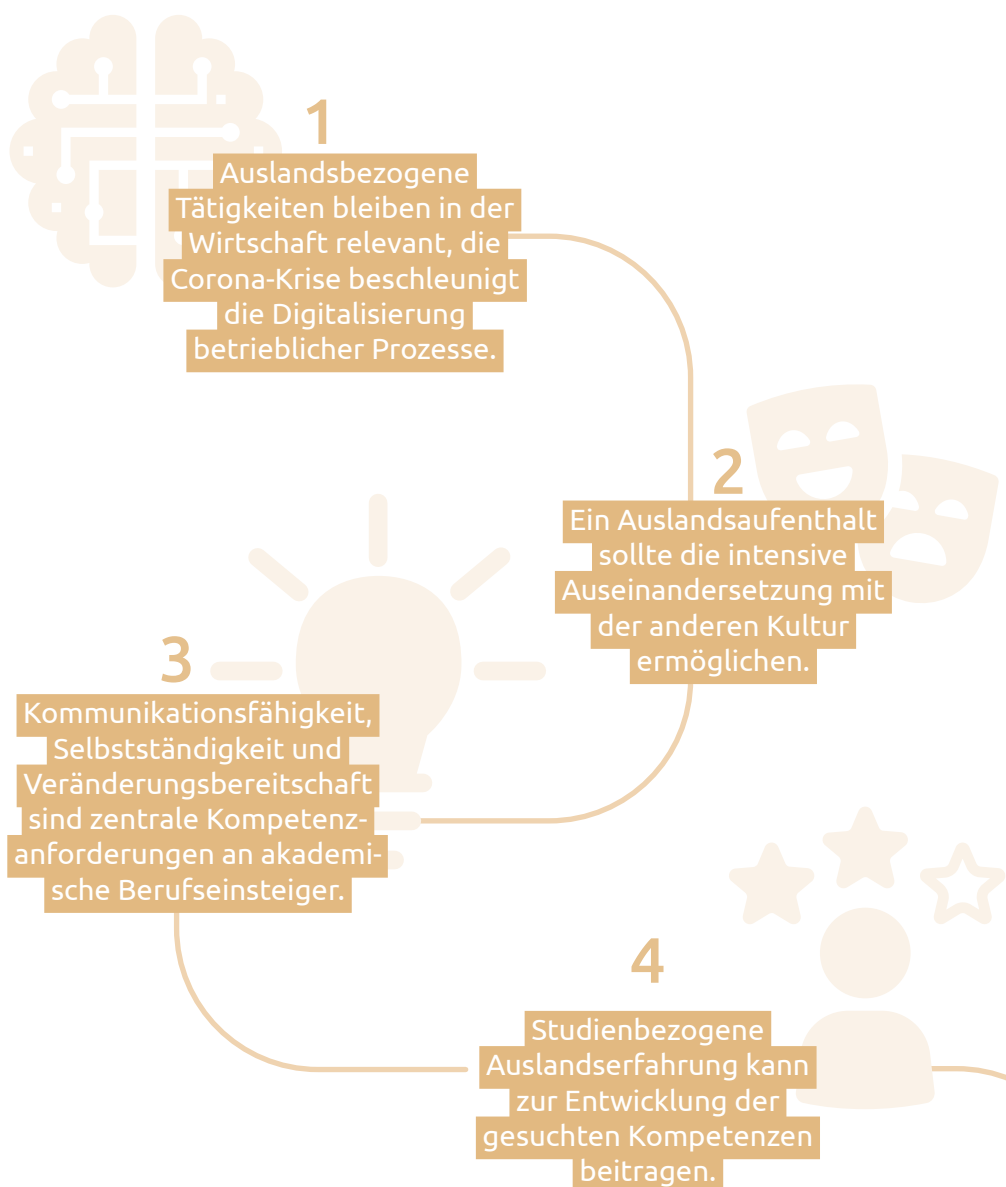 1
Auslandsbezogene
Tätigkeiten bleiben in der
Wirtschaft relevant, die
Corona-Krise beschleunigt
die Digitalisierung
betrieblicher Prozesse.
2
Ein Auslandsaufenthalt
sollte die intensive
Auseinandersetzung mit
der anderen Kultur
ermöglichen.
3
Kommunikationsfähigkeit,
Selbstständigkeit und
Veränderungsbereitschaft
sind zentrale Kompetenz-
anforderungen an akademi-
sche Berufseinsteiger.
4
Studienbezogene
Auslandserfahrung kann
zur Entwicklung der
gesuchten Kompetenzen
beitragen.